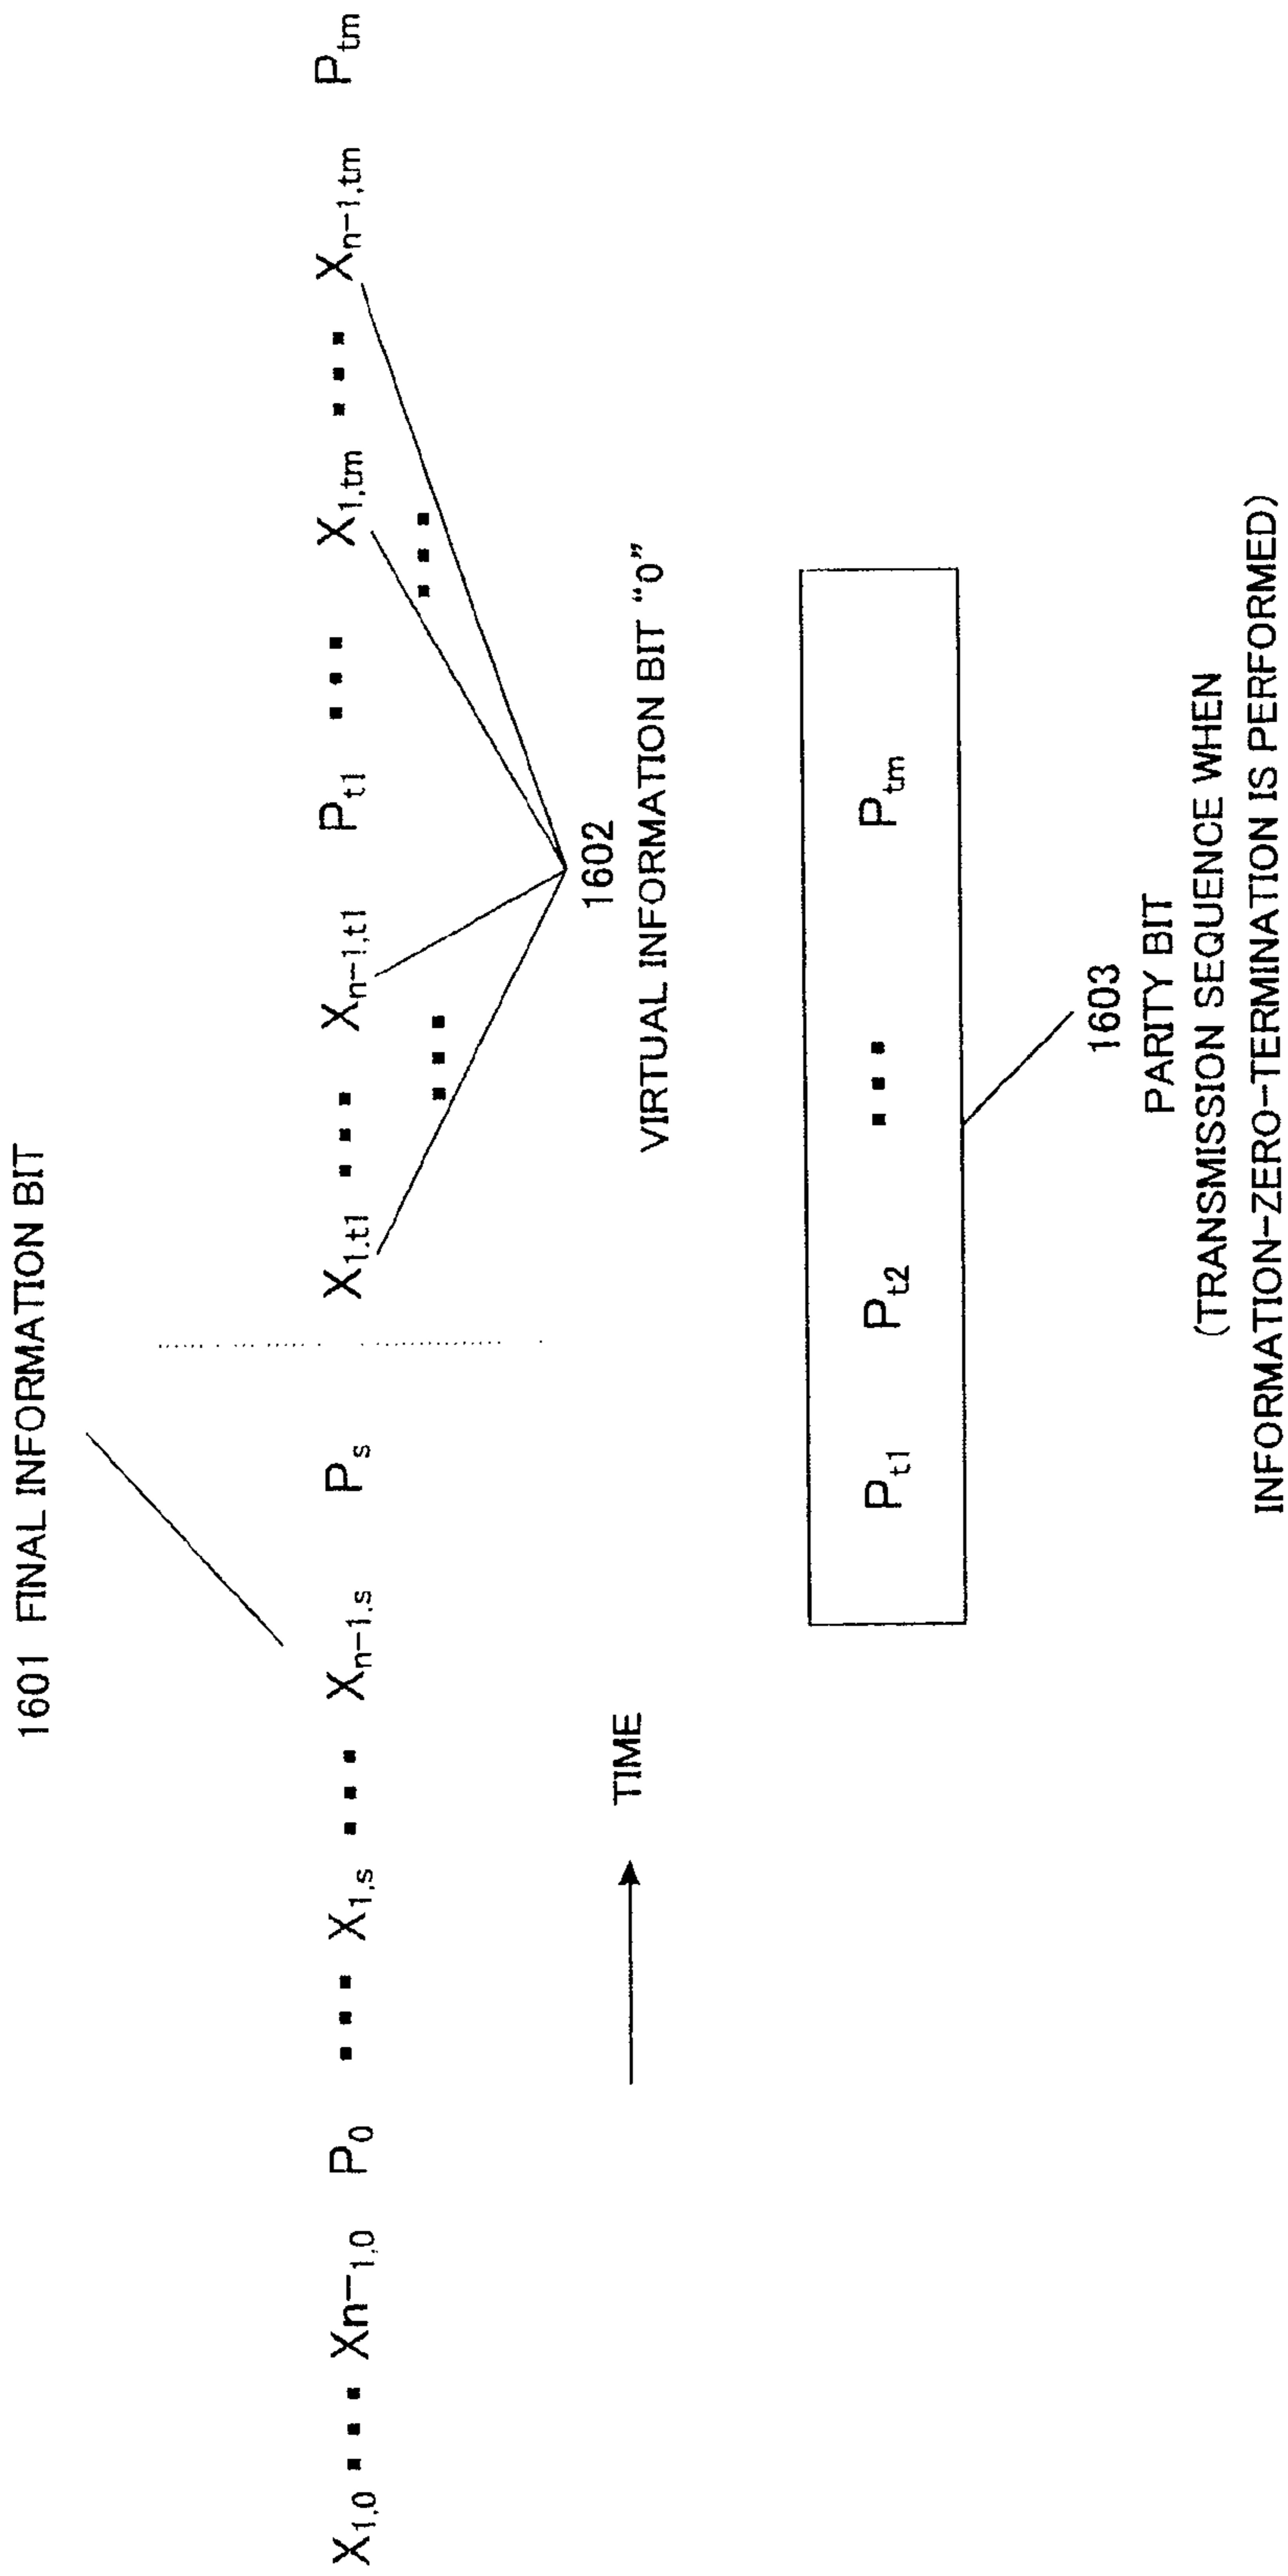 1601 FINAL INFORMATION BIT
X1,0 ▪ ▪ ▪ Xn-1,0 P0 ▪ ▪ ▪ X1,s ▪ ▪ ▪ Xn-1,s Ps X1,t1 ▪ ▪ ▪ Xn-1,t1 Pt1 ▪ ▪ ▪ X1,tm ▪ ▪ ▪ Xn-1,tm Ptm
▪ ▪ ▪ ▪ ▪ ▪
1602
TIME
VIRTUAL INFORMATION BIT “0”
Pt1 Pt2 ▪ ▪ ▪ Ptm
1603
PARITY BIT
(TRANSMISSION SEQUENCE WHEN
INFORMATION-ZERO-TERMINATION IS PERFORMED)